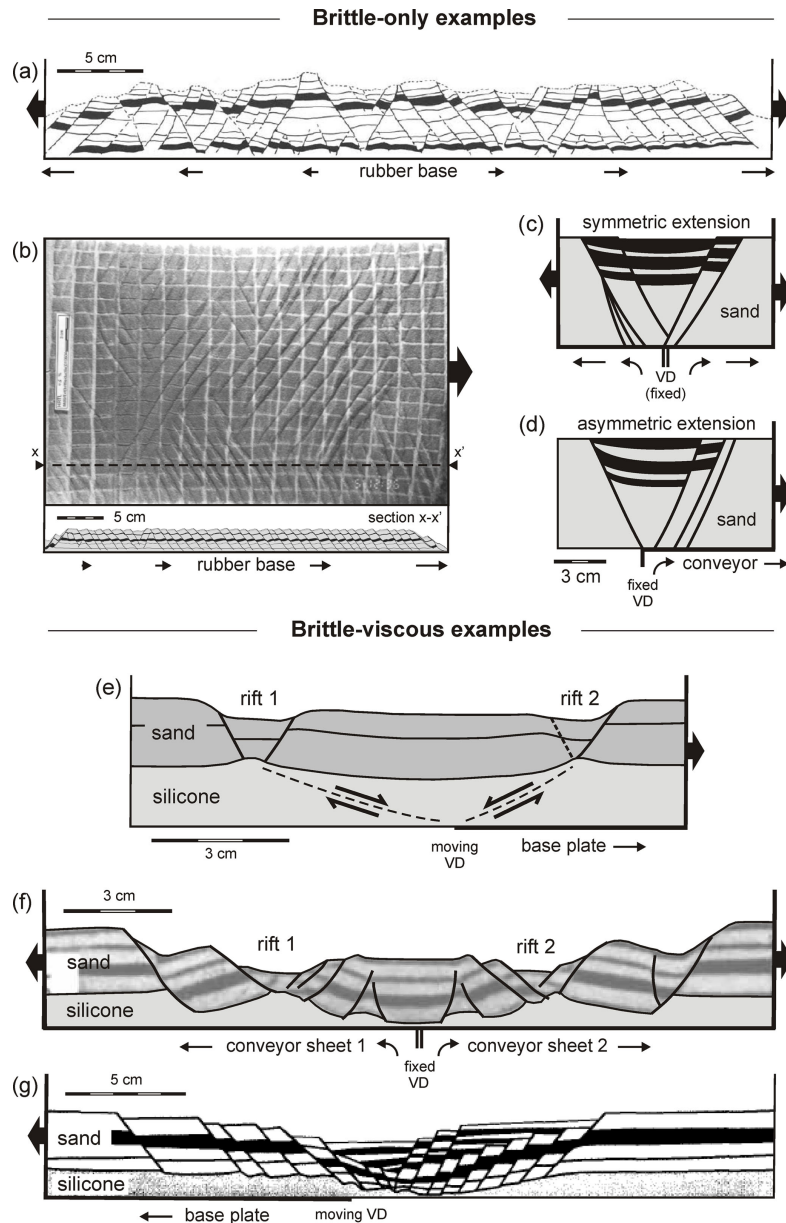 Brittle-only examples
(a)
5 cm
rubber base
(b)
x
x'
5 cm
section x-x'
rubber base
(c)
symmetric extension
sand
VD
(fixed)
(d)
asymmetric extension
sand
3 cm
fixed
VD
conveyor
Brittle-viscous examples
(e)
rift 1
rift 2
sand
silicone
3 cm
moving
VD
base plate
(f)
3 cm
rift 1
rift 2
sand
silicone
conveyor sheet 1
fixed
VD
conveyor sheet 2
(g)
5 cm
sand
silicone
base plate
moving VD